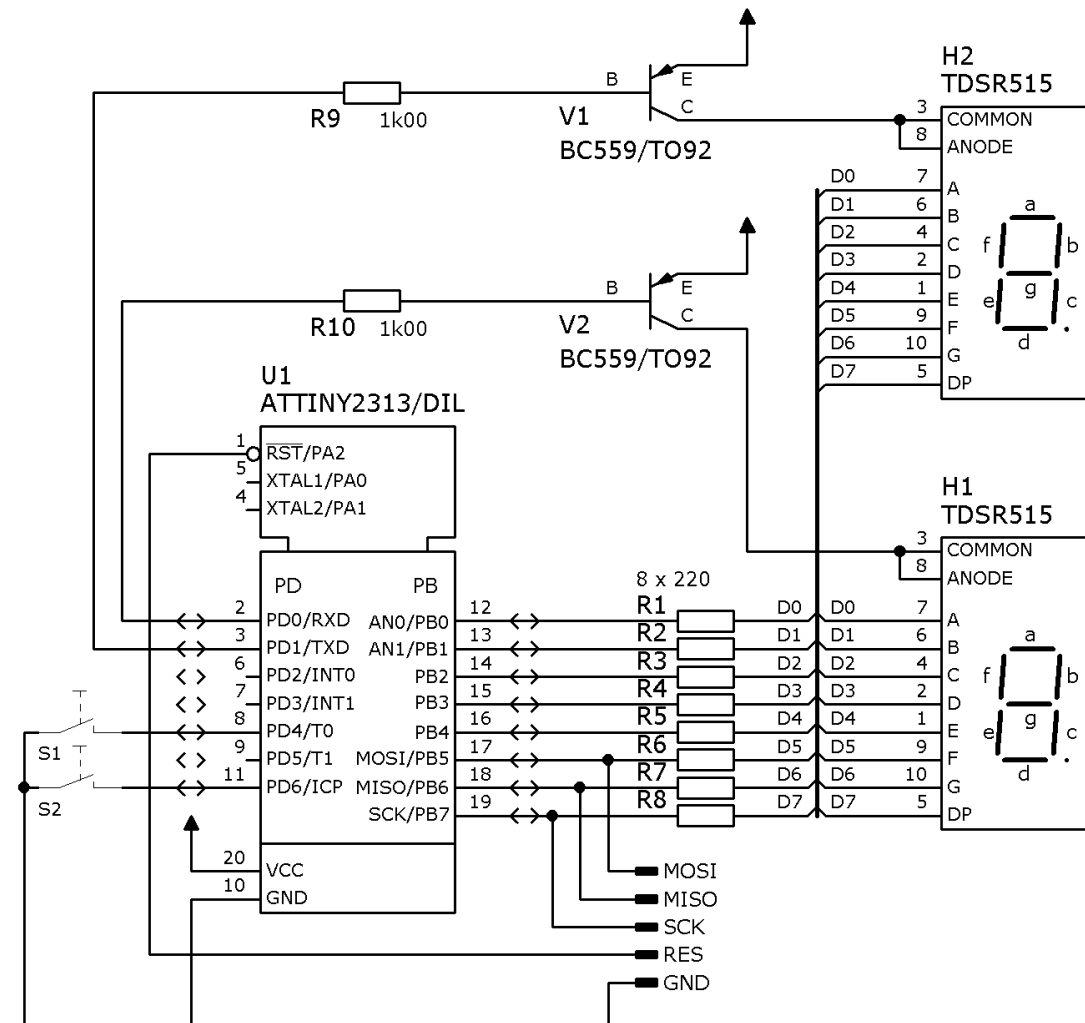 H2
TDSR515
B
E
C
R9
1k00
V1
BC559/TO92
3 COMMON
8 ANODE
D0 7 A
D1 6 B
D2 4 C
D3 2 D
D4 1 E
D5 9 F
D6 10 G
D7 5 DP
a
f
b
g
e
c
d
B
E
C
R10
1k00
V2
BC559/TO92
U1
ATTINY2313/DIL
1 RST/PA2
5 XTAL1/PA0
4 XTAL2/PA1
PD
PB
2 PD0/RXD
3 PD1/TXD
6 PD2/INT0
7 PD3/INT1
8 PD4/T0
9 PD5/T1
11 PD6/ICP
20 VCC
10 GND
AN0/PB0 12
AN1/PB1 13
PB2 14
PB3 15
PB4 16
MOSI/PB5 17
MISO/PB6 18
SCK/PB7 19
S1
S2
8 x 220
R1
R2
R3
R4
R5
R6
R7
R8
H1
TDSR515
3 COMMON
8 ANODE
D0 D0 7 A
D1 D1 6 B
D2 D2 4 C
D3 D3 2 D
D4 D4 1 E
D5 D5 9 F
D6 D6 10 G
D7 D7 5 DP
a
f
b
g
e
c
d
MOSI
MISO
SCK
RES
GND